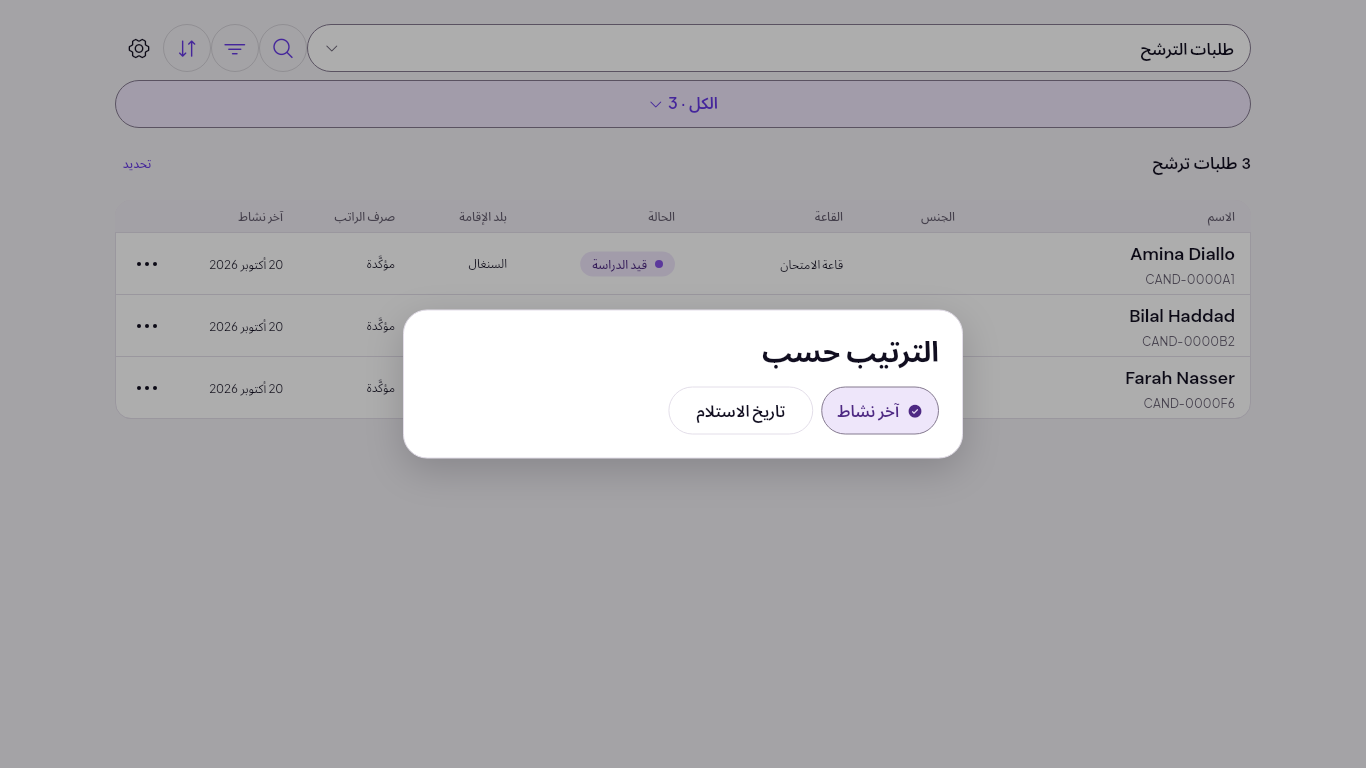 طلبات الترشح
الكل · 3
3 طلبات ترشح
تحديد
الاسم
الجنس
القاعة
الحالة
بلد الإقامة
صرف الراتب
آخر نشاط
Amina Diallo
CAND-0000A1
قاعة الامتحان
قيد الدراسة
السنغال
مؤكَّدة
20 أكتوبر 2026
Bilal Haddad
CAND-0000B2
مؤكَّدة
20 أكتوبر 2026
Farah Nasser
CAND-0000F6
مؤكَّدة
20 أكتوبر 2026
الترتيب حسب
آخر نشاط
تاريخ الاستلام